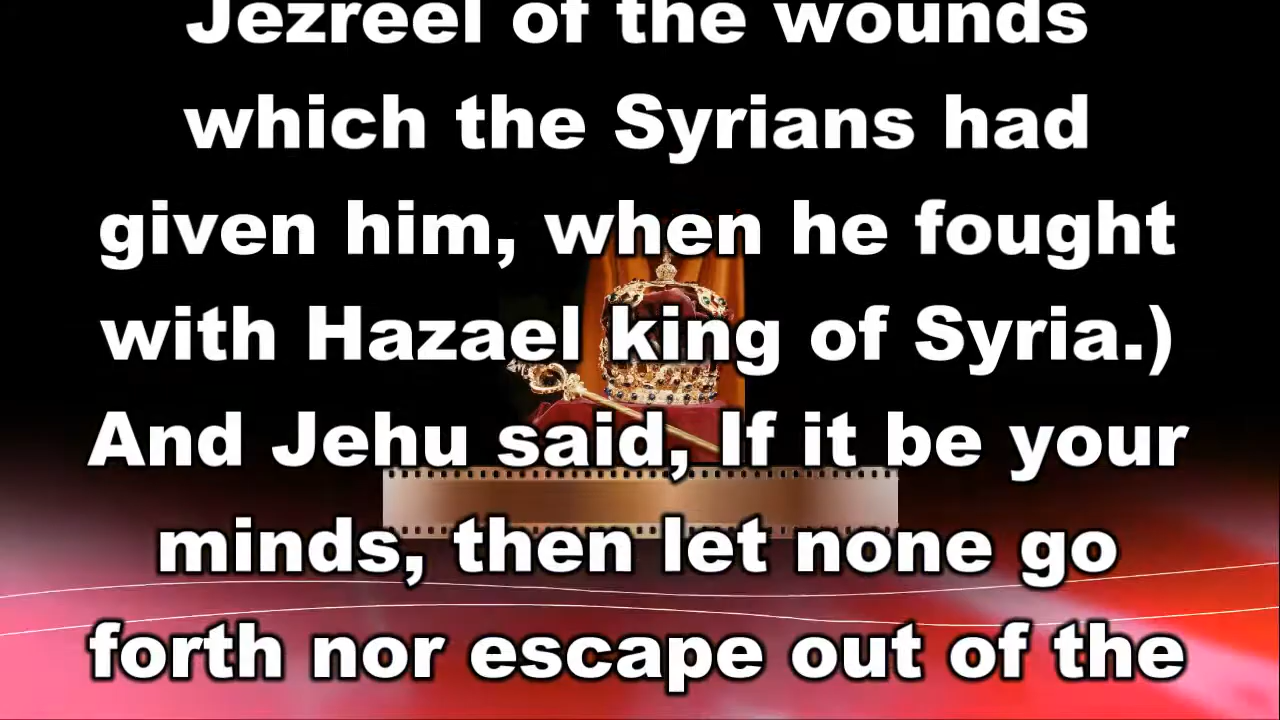 Jezreel of the wounds
which the Syrians had
given him, when he fought
with Hazael king of Syria.)
And Jehu said, If it be your
minds, then let none go
forth nor escape out of the